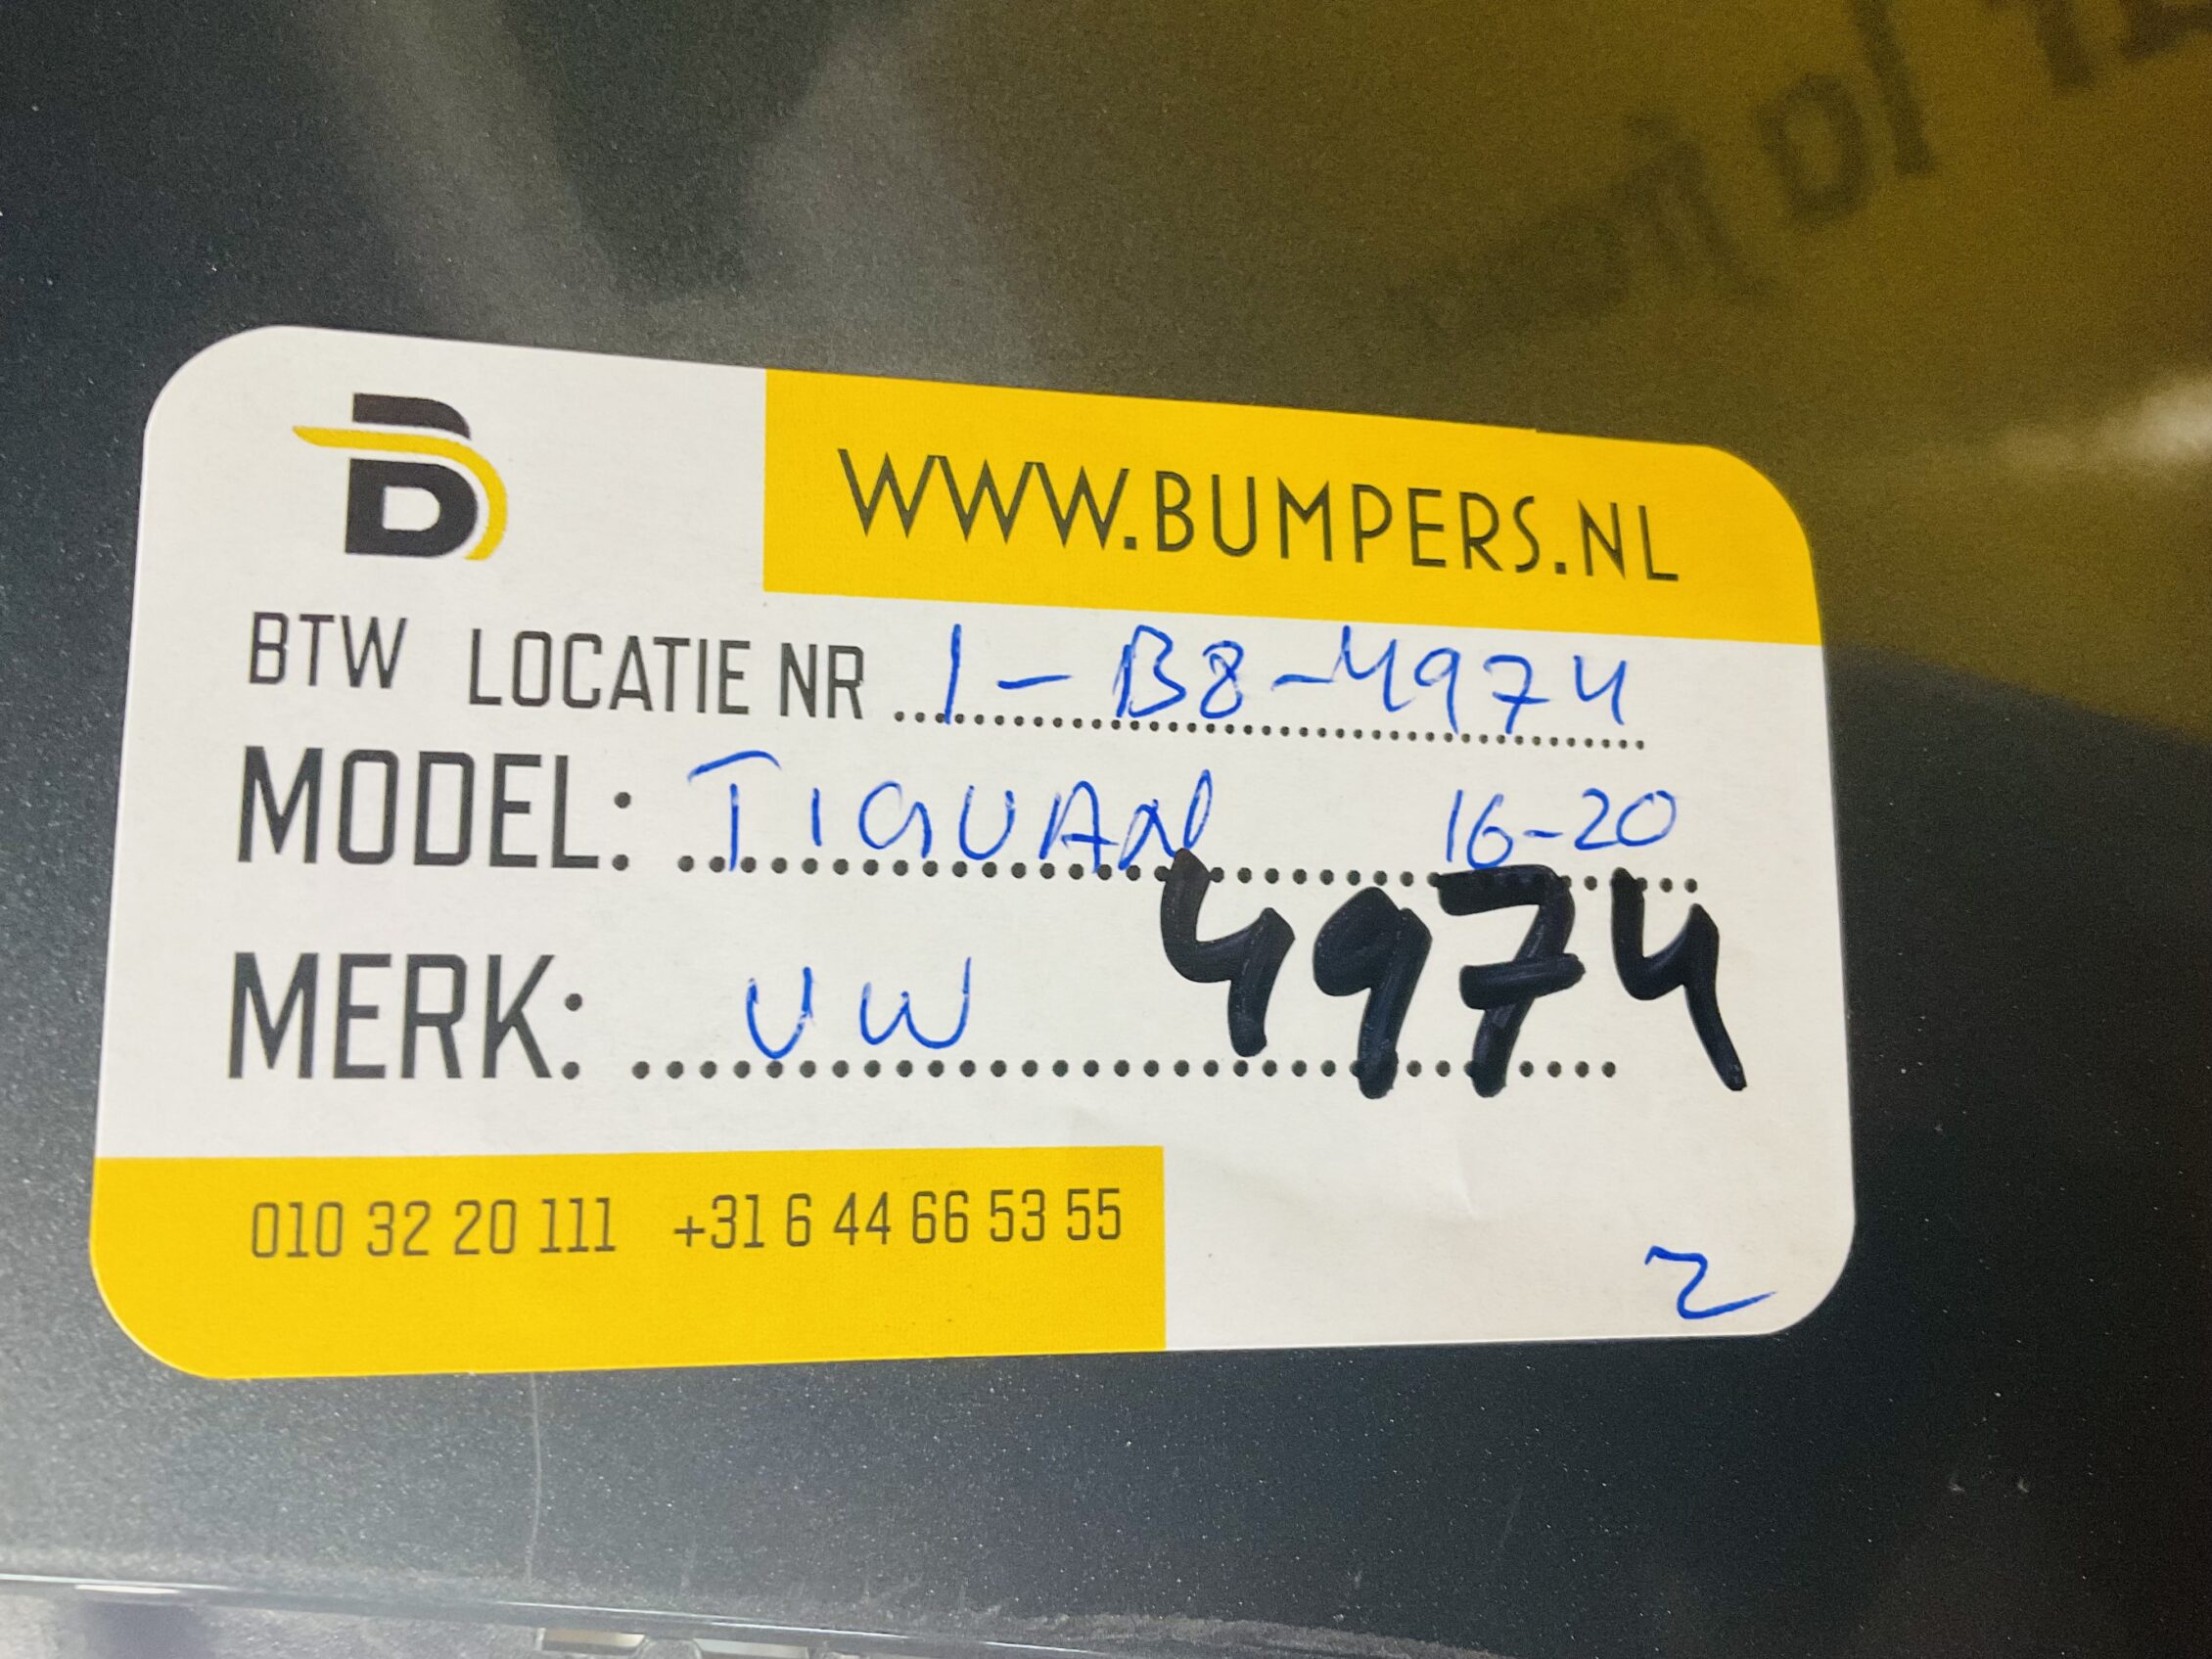 B
WWW.BUMPERS.NL
BTW LOCATIE NR 1-B8-4974
MODEL: TIGUAN 16-20
MERK: VW 4974
010 32 20 111 +31 6 44 66 53 55
2